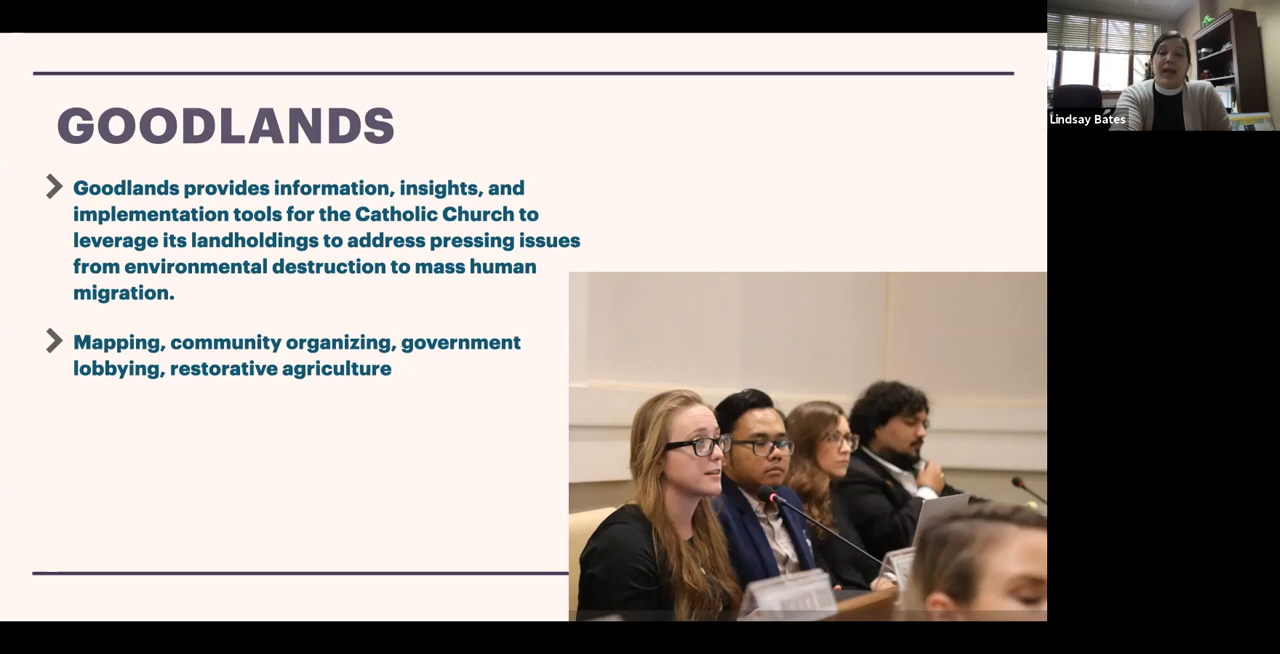 GOODLANDS
Goodlands provides information, insights, and
implementation tools for the Catholic Church to
leverage its landholdings to address pressing issues
from environmental destruction to mass human
migration.
Mapping, community organizing, government
lobbying, restorative agriculture
Lindsay Bates